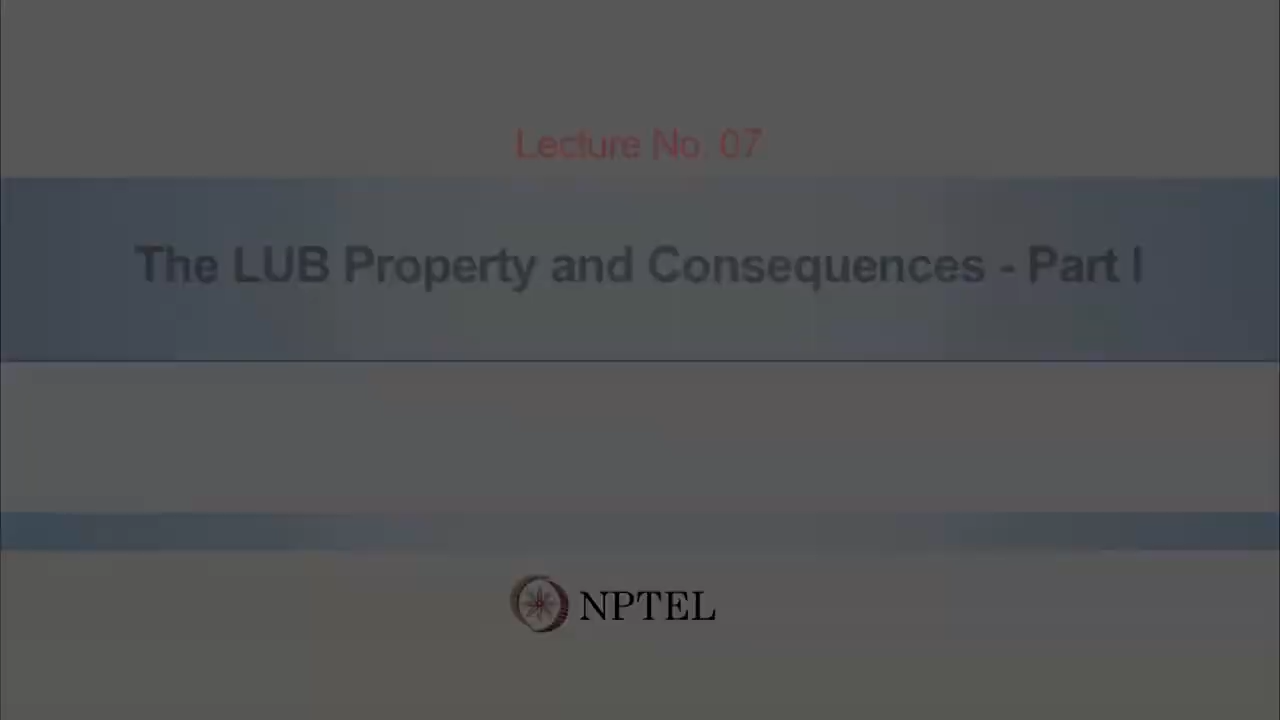 Lecture No. 07
The LUB Property and Consequences - Part I
NPTEL